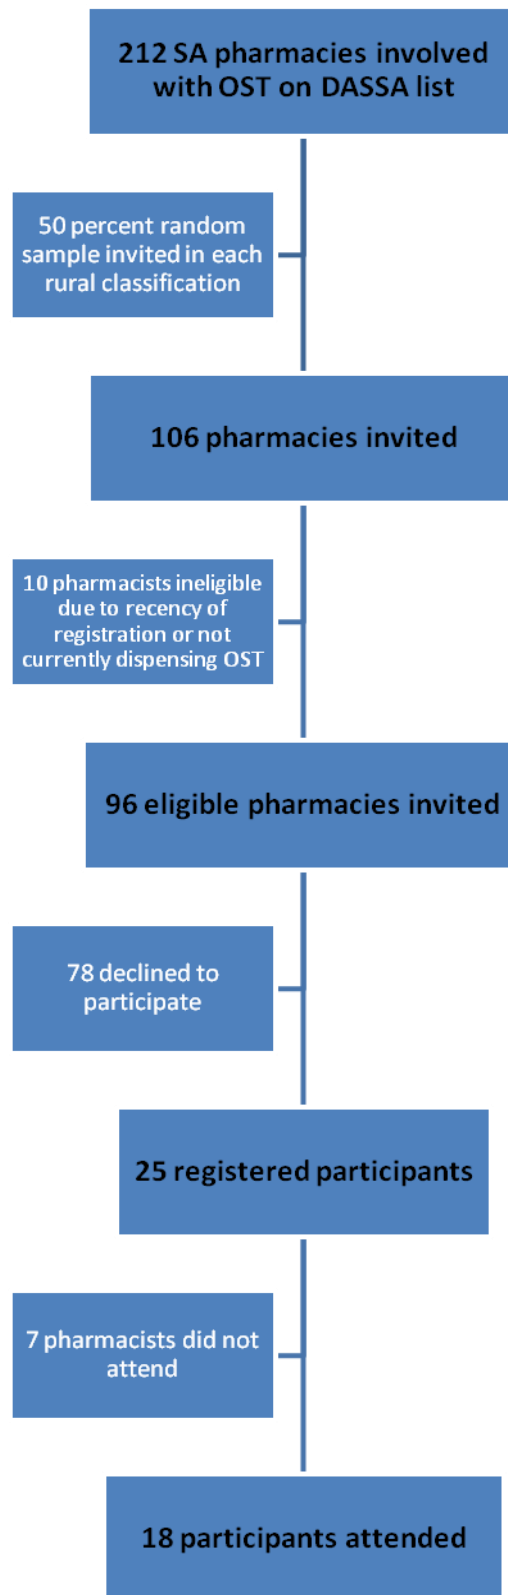 212 SA pharmacies involved
with OST on DASSA list
50 percent random
sample invited in each
rural classification
106 pharmacies invited
10 pharmacists ineligible
due to recency of
registration or not
currently dispensing OST
96 eligible pharmacies invited
78 declined to
participate
25 registered participants
7 pharmacists did not
attend
18 participants attended